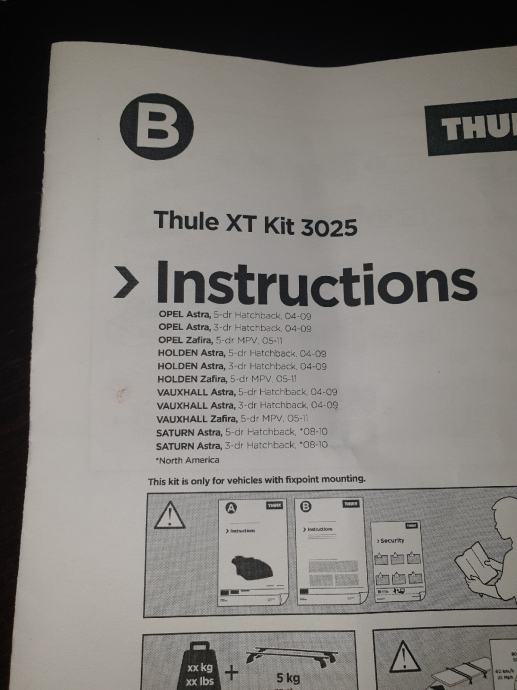 B
Thule XT Kit 3025
Instructions
OPEL Astra, 5-dr Hatchback, 04-09
OPEL Astra, 3-dr Hatchback, 04-09
OPEL Zafira, 5-dr MPV, 05-11
HOLDEN Astra, 5-dr Hatchback, 04-09
HOLDEN Astra, 3-dr Hatchback, 04-09
HOLDEN Zafira, 5-dr MPV, 05-11
VAUXHALL Astra, 5-dr Hatchback, 04-09
VAUXHALL Astra, 3-dr Hatchback, 04-09
VAUXHALL Zafira, 5-dr MPV, 05-11
SATURN Astra, 5-dr Hatchback, *08-10
SATURN Astra, 3-dr Hatchback, *08-10
*North America
This kit is only for vehicles with fixpoint mounting.
A THULE
Instructions
B THULE
Instructions
THULE
Security
xx kg
xx lbs
+
5 kg